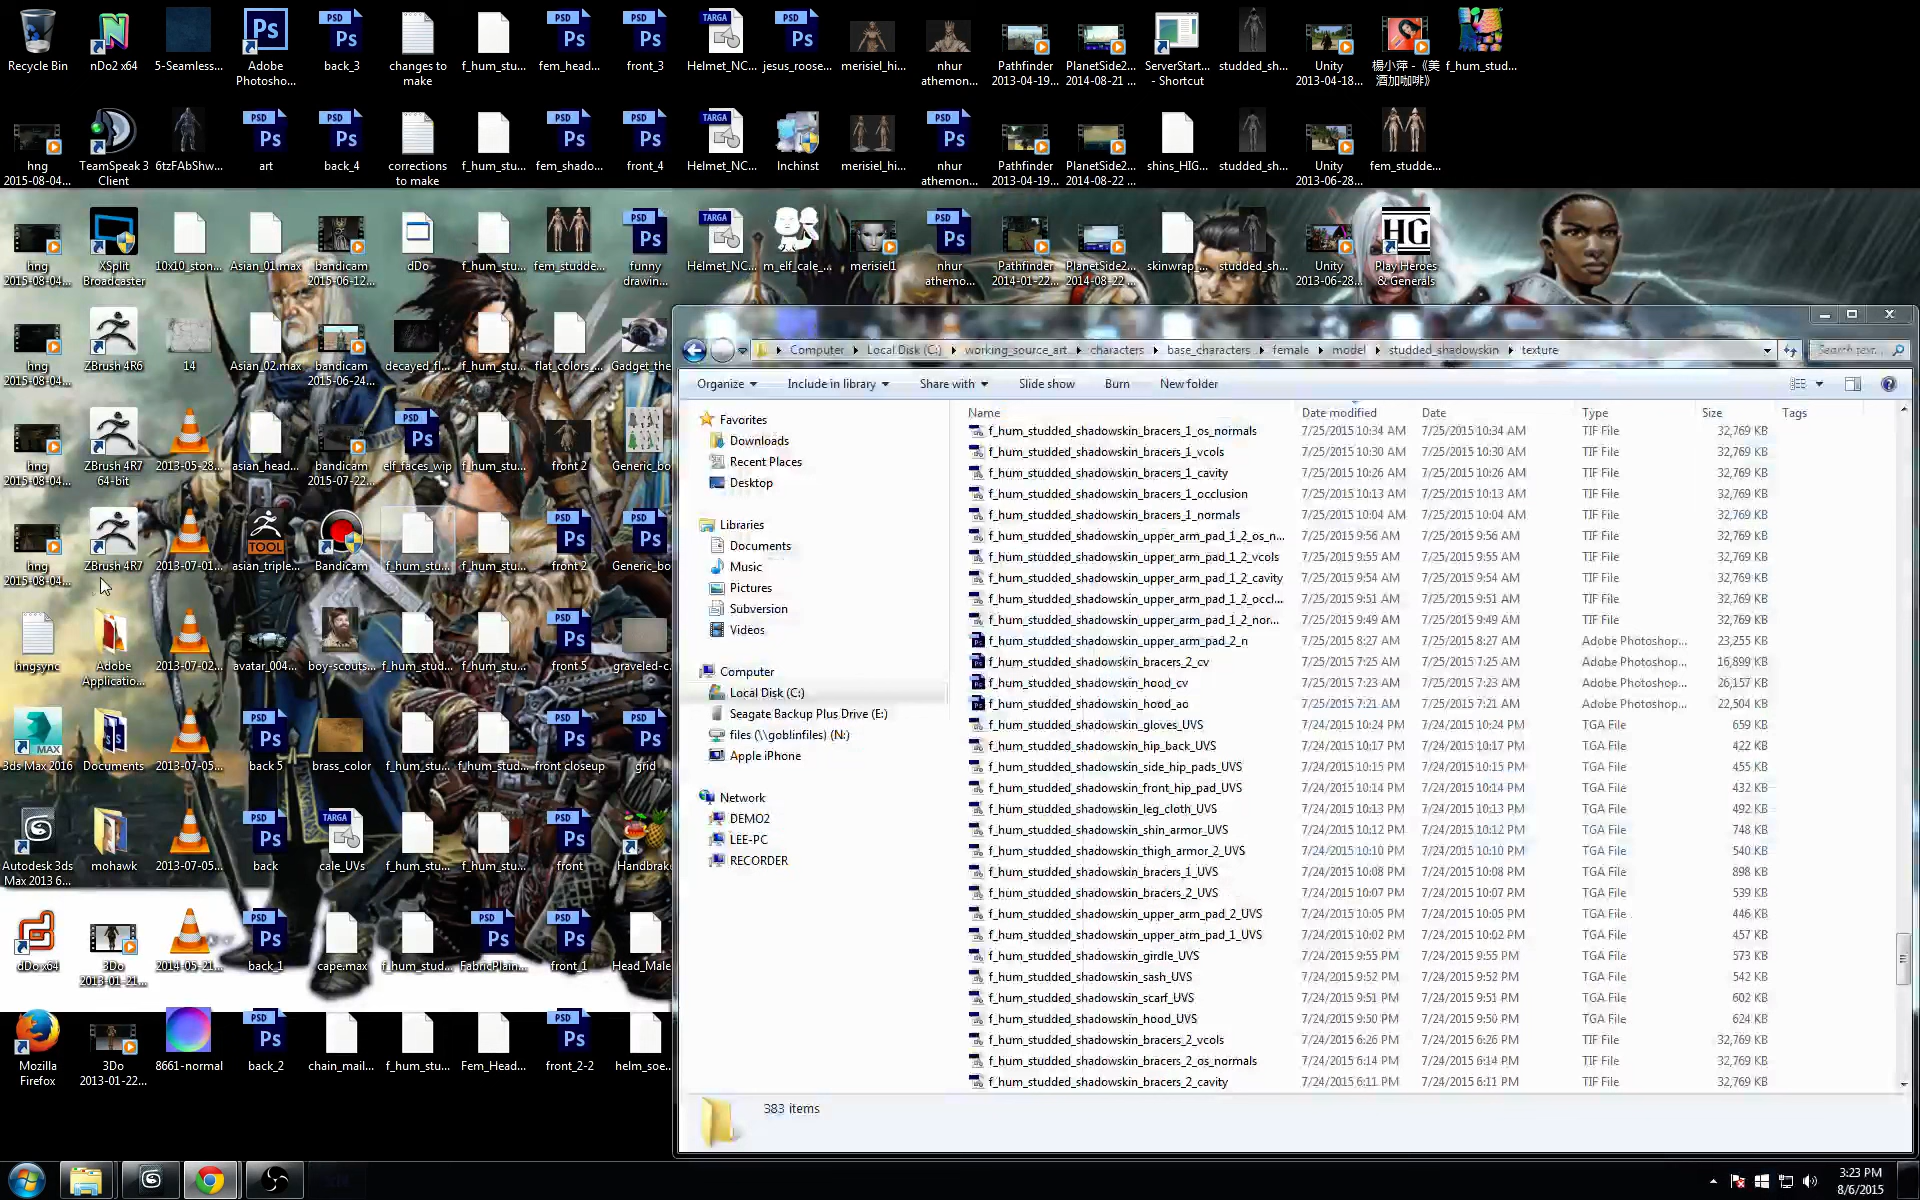 Recycle Bin
nDo2 x64
5-Seamless...
Adobe Photosho...
back_3
changes to make
f_hum_stu...
fem_head...
front_3
Helmet_NC...
jesus_roose...
merisiel_hi...
nhur athemon...
Pathfinder 2013-04-19...
PlanetSide2... 2014-08-21 ...
ServerStart... - Shortcut
studded_sh...
Unity 2013-04-18...
楊小萍 -《美酒加咖啡》
f_hum_stud...
hng 2015-08-04...
TeamSpeak 3 Client
6tzFAbShw...
art
back_4
corrections to make
f_hum_stu...
fem_shado...
front_4
Helmet_NC...
Inchinst
merisiel_hi...
nhur athemon...
Pathfinder 2013-04-19...
PlanetSide2... 2014-08-22 ...
shins_HIG...
studded_sh...
Unity 2013-06-28...
fem_studde...
hng 2015-08-04...
XSplit Broadcaster
10x10_ston...
Asian_01.max
bandicam 2015-06-12...
dDo
f_hum_stu...
fem_studde...
funny drawin...
Helmet_NC...
m_elf_cale_...
merisiel1
nhur athemo...
Pathfinder 2014-01-22...
PlanetSide2... 2014-08-22 ...
skinwrap_...
studded_sh...
Unity 2013-06-28...
HG
Play Heroes & Generals
hng 2015-08-04...
ZBrush 4R6
14
Asian_02.max
bandicam 2015-06-24...
decayed_fl...
f_hum_stu...
flat_colors_...
Gadget_the...
hng 2015-08-04...
ZBrush 4R7 64-bit
2013-05-28...
asian_head...
bandicam 2015-07-22...
elf_faces_wip
f_hum_stu...
front 2
Generic_bo...
hng 2015-08-04...
ZBrush 4R7
2013-07-01...
TOOL
asian_triple...
Bandicam
f_hum_stu...
f_hum_stu...
front 2
Generic_bo...
hngsync
Adobe Applicatio...
2013-07-02...
avatar_004...
boy-scouts...
f_hum_stud...
f_hum_stu...
front 5
graveled-c...
3ds Max 2016
Documents
2013-07-05...
back 5
brass_color
f_hum_stu...
f_hum_stud...
front closeup
grid
Autodesk 3ds Max 2013 6...
mohawk
2013-07-05...
back
cale_UVs
f_hum_stu...
f_hum_stu...
front
Handbrake
dDo x64
3Do 2013-01-21...
2014-05-21...
back_1
cape.max
f_hum_stud...
FabricPlain...
front_1
Head_Male...
Mozilla Firefox
3Do 2013-01-22...
8661-normal
back_2
chain_mail...
f_hum_stu...
Fem_Head...
front_2-2
helm_soe...
Computer Local Disk (C:) working_source_art characters base_characters female model studded_shadowskin texture
Organize Include in library Share with Slide show Burn New folder
Favorites
Downloads
Recent Places
Desktop
Libraries
Documents
Music
Pictures
Subversion
Videos
Computer
Local Disk (C:)
Seagate Backup Plus Drive (E:)
files (\\goblinfiles) (N:)
Apple iPhone
Network
DEMO2
LEE-PC
RECORDER
Name Date modified Date Type Size Tags
f_hum_studded_shadowskin_bracers_1_os_normals 7/25/2015 10:34 AM 7/25/2015 10:34 AM TIF File 32,769 KB
f_hum_studded_shadowskin_bracers_1_vcols 7/25/2015 10:30 AM 7/25/2015 10:30 AM TIF File 32,769 KB
f_hum_studded_shadowskin_bracers_1_cavity 7/25/2015 10:26 AM 7/25/2015 10:26 AM TIF File 32,769 KB
f_hum_studded_shadowskin_bracers_1_occlusion 7/25/2015 10:13 AM 7/25/2015 10:13 AM TIF File 32,769 KB
f_hum_studded_shadowskin_bracers_1_normals 7/25/2015 10:04 AM 7/25/2015 10:04 AM TIF File 32,769 KB
f_hum_studded_shadowskin_upper_arm_pad_1_2_os_n... 7/25/2015 9:56 AM 7/25/2015 9:56 AM TIF File 32,769 KB
f_hum_studded_shadowskin_upper_arm_pad_1_2_vcols 7/25/2015 9:55 AM 7/25/2015 9:55 AM TIF File 32,769 KB
f_hum_studded_shadowskin_upper_arm_pad_1_2_cavity 7/25/2015 9:54 AM 7/25/2015 9:54 AM TIF File 32,769 KB
f_hum_studded_shadowskin_upper_arm_pad_1_2_occl... 7/25/2015 9:51 AM 7/25/2015 9:51 AM TIF File 32,769 KB
f_hum_studded_shadowskin_upper_arm_pad_1_2_nor... 7/25/2015 9:49 AM 7/25/2015 9:49 AM TIF File 32,769 KB
f_hum_studded_shadowskin_upper_arm_pad_2_n 7/25/2015 8:27 AM 7/25/2015 8:27 AM Adobe Photoshop... 23,255 KB
f_hum_studded_shadowskin_bracers_2_cv 7/25/2015 7:25 AM 7/25/2015 7:25 AM Adobe Photoshop... 16,899 KB
f_hum_studded_shadowskin_hood_cv 7/25/2015 7:23 AM 7/25/2015 7:23 AM Adobe Photoshop... 26,157 KB
f_hum_studded_shadowskin_hood_ao 7/25/2015 7:21 AM 7/25/2015 7:21 AM Adobe Photoshop... 22,504 KB
f_hum_studded_shadowskin_gloves_UVS 7/24/2015 10:24 PM 7/24/2015 10:24 PM TGA File 659 KB
f_hum_studded_shadowskin_hip_back_UVS 7/24/2015 10:17 PM 7/24/2015 10:17 PM TGA File 422 KB
f_hum_studded_shadowskin_side_hip_pads_UVS 7/24/2015 10:15 PM 7/24/2015 10:15 PM TGA File 455 KB
f_hum_studded_shadowskin_front_hip_pad_UVS 7/24/2015 10:14 PM 7/24/2015 10:14 PM TGA File 432 KB
f_hum_studded_shadowskin_leg_cloth_UVS 7/24/2015 10:13 PM 7/24/2015 10:13 PM TGA File 492 KB
f_hum_studded_shadowskin_shin_armor_UVS 7/24/2015 10:12 PM 7/24/2015 10:12 PM TGA File 748 KB
f_hum_studded_shadowskin_thigh_armor_2_UVS 7/24/2015 10:10 PM 7/24/2015 10:10 PM TGA File 540 KB
f_hum_studded_shadowskin_bracers_1_UVS 7/24/2015 10:08 PM 7/24/2015 10:08 PM TGA File 898 KB
f_hum_studded_shadowskin_bracers_2_UVS 7/24/2015 10:07 PM 7/24/2015 10:07 PM TGA File 539 KB
f_hum_studded_shadowskin_upper_arm_pad_2_UVS 7/24/2015 10:05 PM 7/24/2015 10:05 PM TGA File 446 KB
f_hum_studded_shadowskin_upper_arm_pad_1_UVS 7/24/2015 10:02 PM 7/24/2015 10:02 PM TGA File 457 KB
f_hum_studded_shadowskin_girdle_UVS 7/24/2015 9:55 PM 7/24/2015 9:55 PM TGA File 573 KB
f_hum_studded_shadowskin_sash_UVS 7/24/2015 9:52 PM 7/24/2015 9:52 PM TGA File 542 KB
f_hum_studded_shadowskin_scarf_UVS 7/24/2015 9:51 PM 7/24/2015 9:51 PM TGA File 602 KB
f_hum_studded_shadowskin_hood_UVS 7/24/2015 9:50 PM 7/24/2015 9:50 PM TGA File 624 KB
f_hum_studded_shadowskin_bracers_2_vcols 7/24/2015 6:26 PM 7/24/2015 6:26 PM TIF File 32,769 KB
f_hum_studded_shadowskin_bracers_2_os_normals 7/24/2015 6:14 PM 7/24/2015 6:14 PM TIF File 32,769 KB
f_hum_studded_shadowskin_bracers_2_cavity 7/24/2015 6:11 PM 7/24/2015 6:11 PM TIF File 32,769 KB
383 items
3:23 PM
8/6/2015